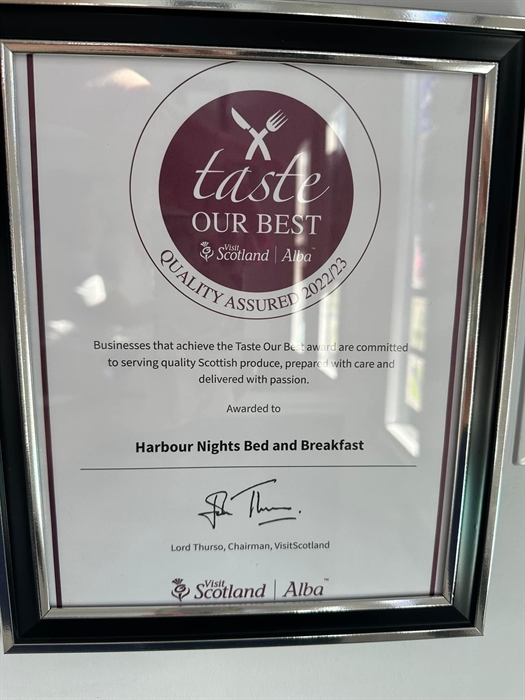 taste
OUR BEST
Visit
Scotland | Alba™
QUALITY ASSURED 2022/23
Businesses that achieve the Taste Our Best award are committed
to serving quality Scottish produce, prepared with care and
delivered with passion.
Awarded to
Harbour Nights Bed and Breakfast
Lord Thurso, Chairman, VisitScotland
Visit
Scotland | Alba™